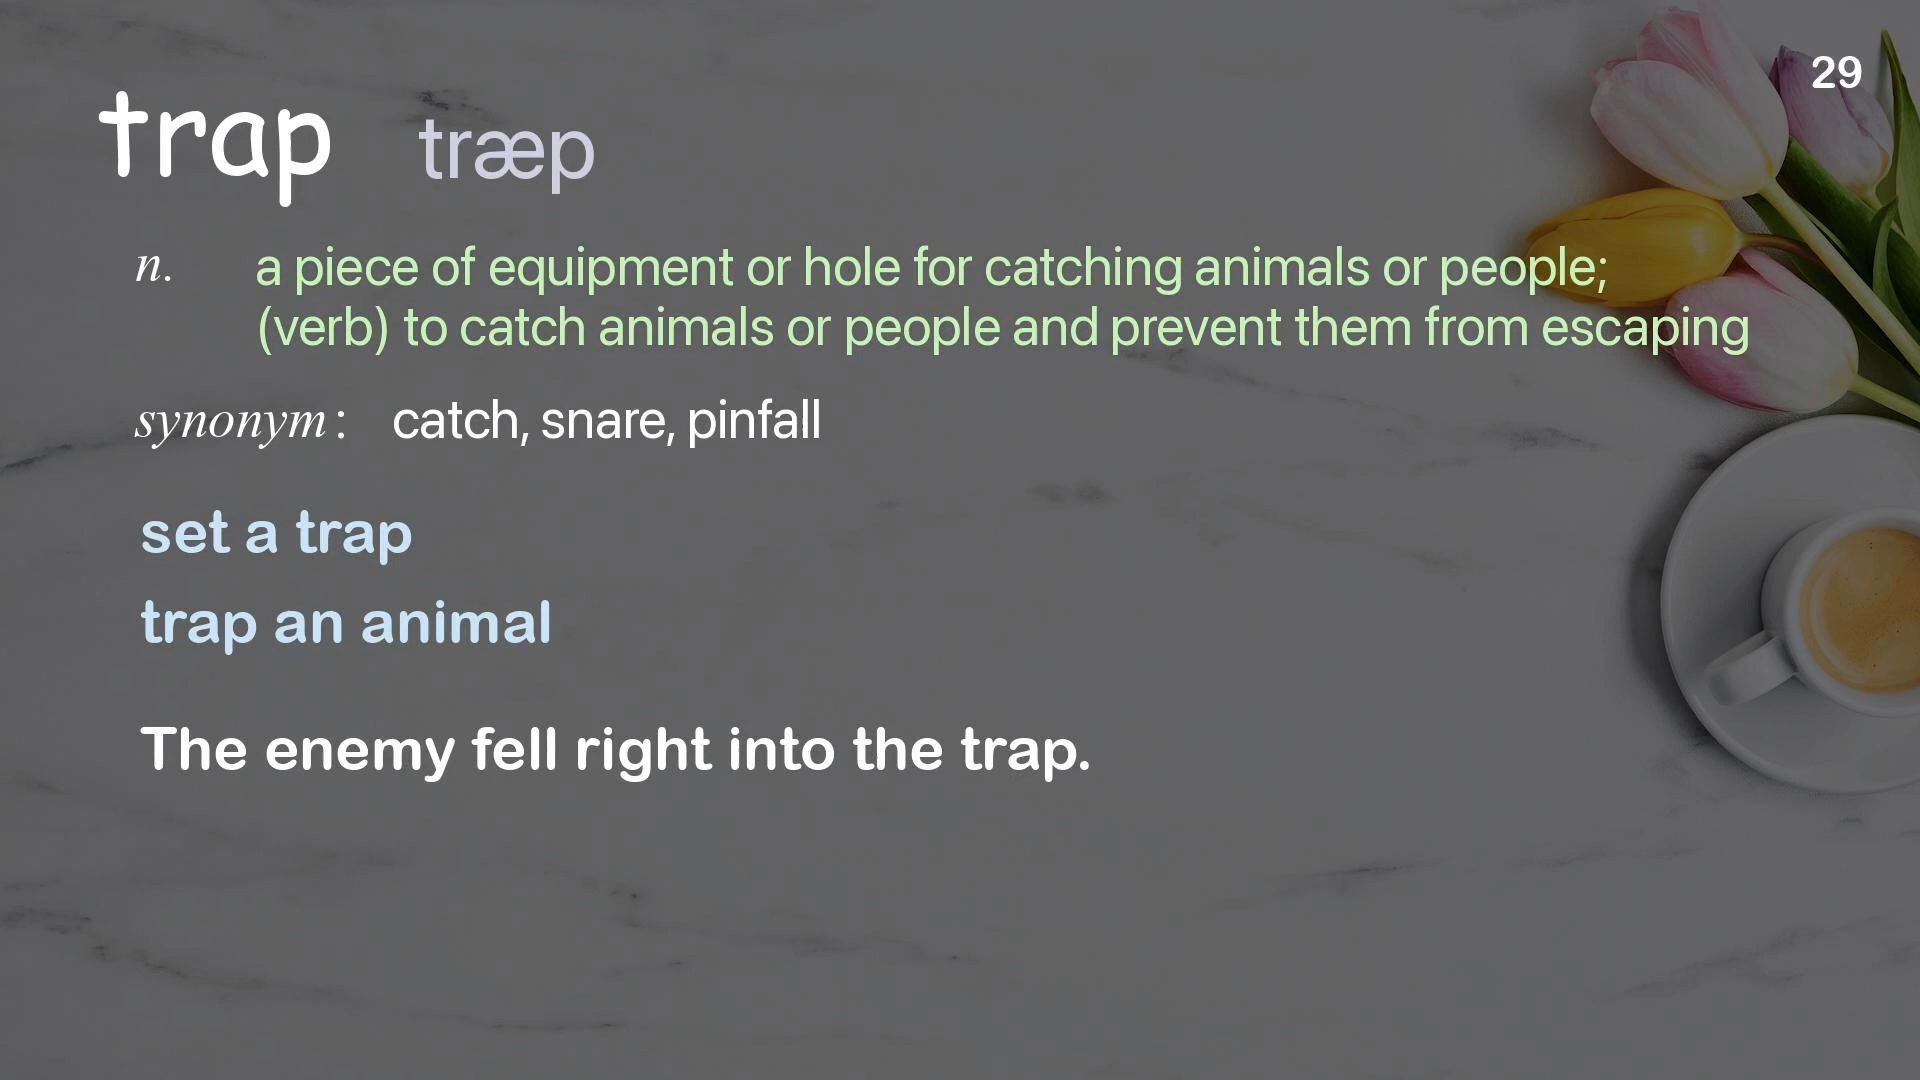 29
trap træp
n. a piece of equipment or hole for catching animals or people;
(verb) to catch animals or people and prevent them from escaping
synonym: catch, snare, pinfall
set a trap
trap an animal
The enemy fell right into the trap.